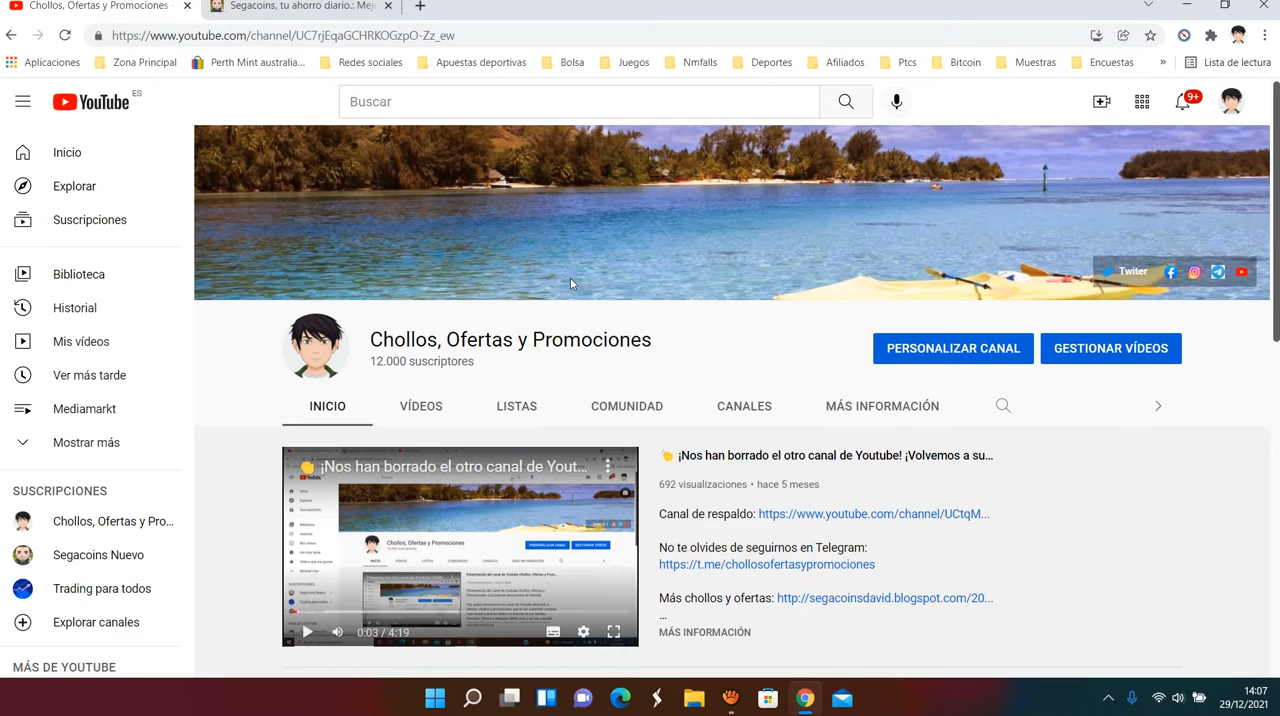 Chollos, Ofertas y Promociones
Segacoins, tu ahorro diario.: Mej
https://www.youtube.com/channel/UC7rjEqaGCHRKOGzpO-Zz_ew
Aplicaciones
Zona Principal
Perth Mint australia...
Redes sociales
Apuestas deportivas
Bolsa
Juegos
Nmfalls
Deportes
Afiliados
Ptcs
Bitcoin
Muestras
Encuestas
»
Lista de lectura
YouTube ES
Buscar
9+
Inicio
Explorar
Suscripciones
Biblioteca
Historial
Mis vídeos
Ver más tarde
Mediamarkt
Mostrar más
SUSCRIPCIONES
Chollos, Ofertas y Pro...
Segacoins Nuevo
Trading para todos
Explorar canales
MÁS DE YOUTUBE
Twiter
Chollos, Ofertas y Promociones
12.000 suscriptores
PERSONALIZAR CANAL
GESTIONAR VÍDEOS
INICIO
VÍDEOS
LISTAS
COMUNIDAD
CANALES
MÁS INFORMACIÓN
¡Nos han borrado el otro canal de Yout...
Chollos, Ofertas y Promociones
0:03 / 4:19
¡Nos han borrado el otro canal de Youtube! ¡Volvemos a su...
692 visualizaciones • hace 5 meses
Canal de respaldo: https://www.youtube.com/channel/UCtqM...
No te olvides de seguirnos en Telegram:
https://t.me/chollosofertasypromociones
Más chollos y ofertas: http://segacoinsdavid.blogspot.com/20...
...
MÁS INFORMACIÓN
14:07
29/12/2021